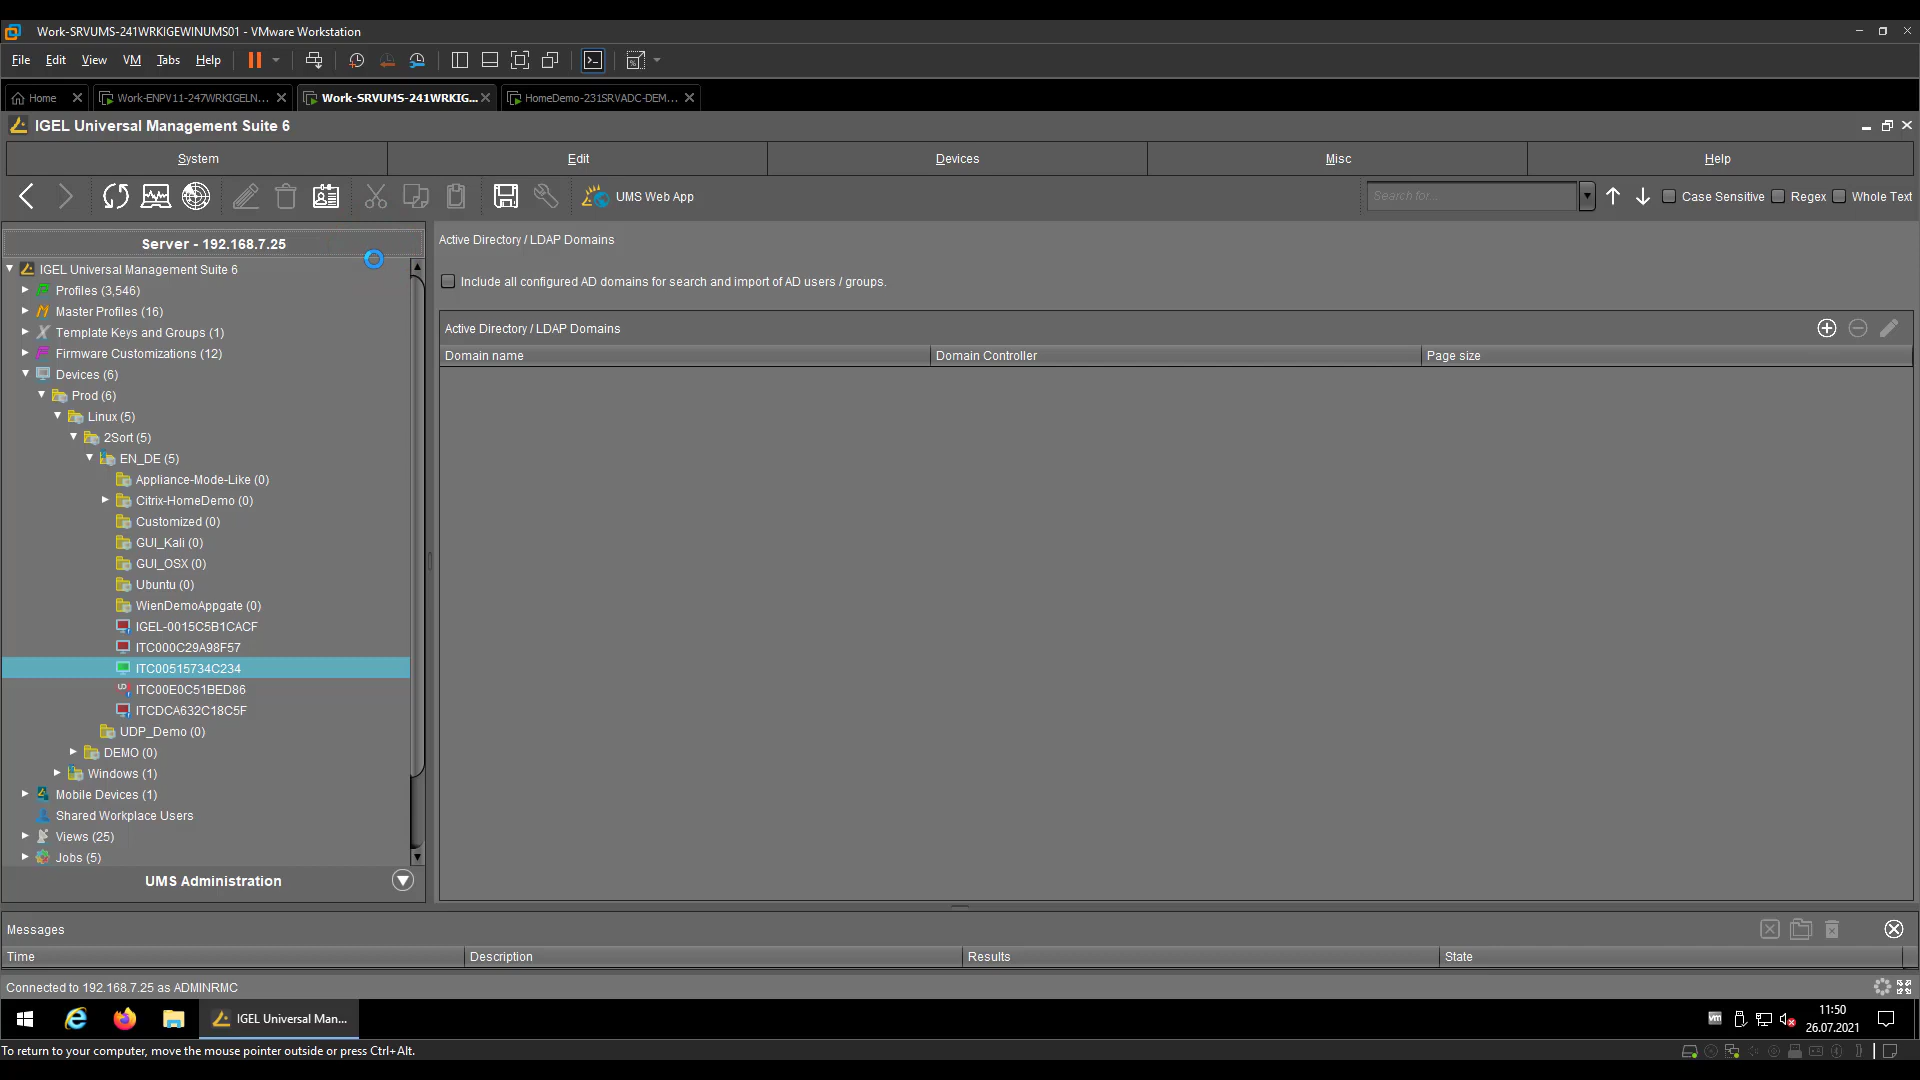 Work-SRVUMS-241WRKIGEWINUMS01 - VMware Workstation
File Edit View VM Tabs Help
Home Work-ENPV11-247WRKIGELN... Work-SRVUMS-241WRKIG... HomeDemo-231SRVADC-DEM...
IGEL Universal Management Suite 6
System Edit Devices Misc Help
UMS Web App Search for... Case Sensitive Regex Whole Text
Server - 192.168.7.25
IGEL Universal Management Suite 6
Profiles (3,546)
Master Profiles (16)
Template Keys and Groups (1)
Firmware Customizations (12)
Devices (6)
Prod (6)
Linux (5)
2Sort (5)
EN_DE (5)
Appliance-Mode-Like (0)
Citrix-HomeDemo (0)
Customized (0)
GUI_Kali (0)
GUI_OSX (0)
Ubuntu (0)
WienDemoAppgate (0)
IGEL-0015C5B1CACF
ITC000C29A98F57
ITC00515734C234
ITC00E0C51BED86
ITCDCA632C18C5F
UDP_Demo (0)
DEMO (0)
Windows (1)
Mobile Devices (1)
Shared Workplace Users
Views (25)
Jobs (5)
UMS Administration
Active Directory / LDAP Domains
Include all configured AD domains for search and import of AD users / groups.
Active Directory / LDAP Domains
Domain name Domain Controller Page size
Messages
Time Description Results State
Connected to 192.168.7.25 as ADMINRMC
IGEL Universal Man...
11:50
26.07.2021
To return to your computer, move the mouse pointer outside or press Ctrl+Alt.